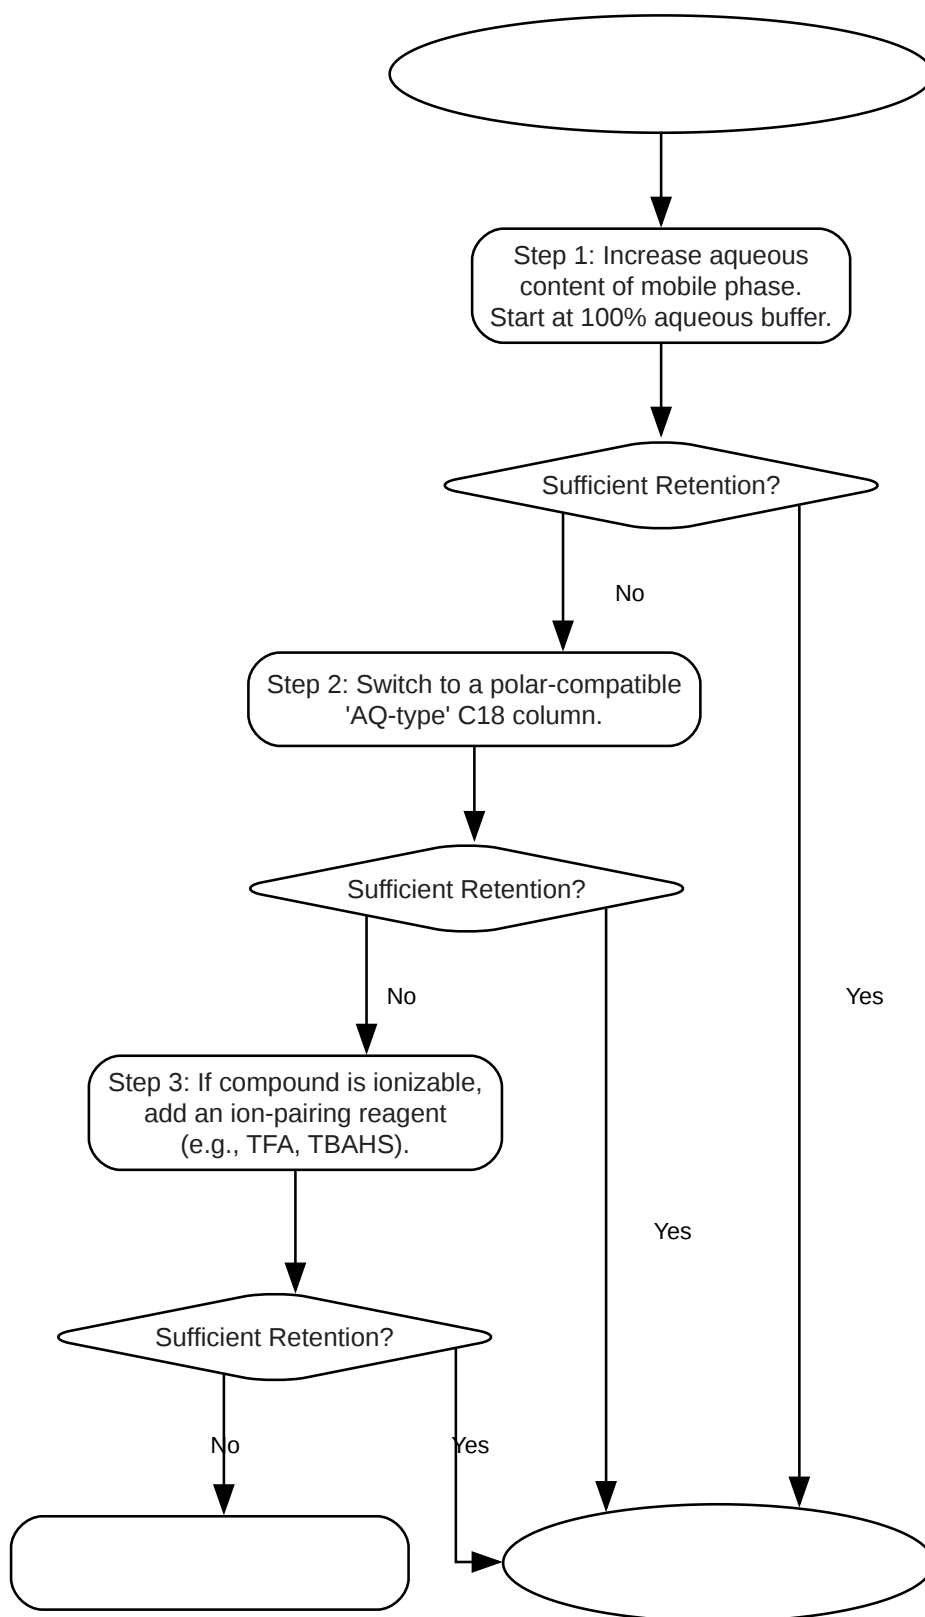 Step 1: Increase aqueous
content of mobile phase.
Start at 100% aqueous buffer.
Sufficient Retention?
No
Step 2: Switch to a polar-compatible
'AQ-type' C18 column.
Sufficient Retention?
No
Yes
Step 3: If compound is ionizable,
add an ion-pairing reagent
(e.g., TFA, TBAHS).
Yes
Sufficient Retention?
No
Yes